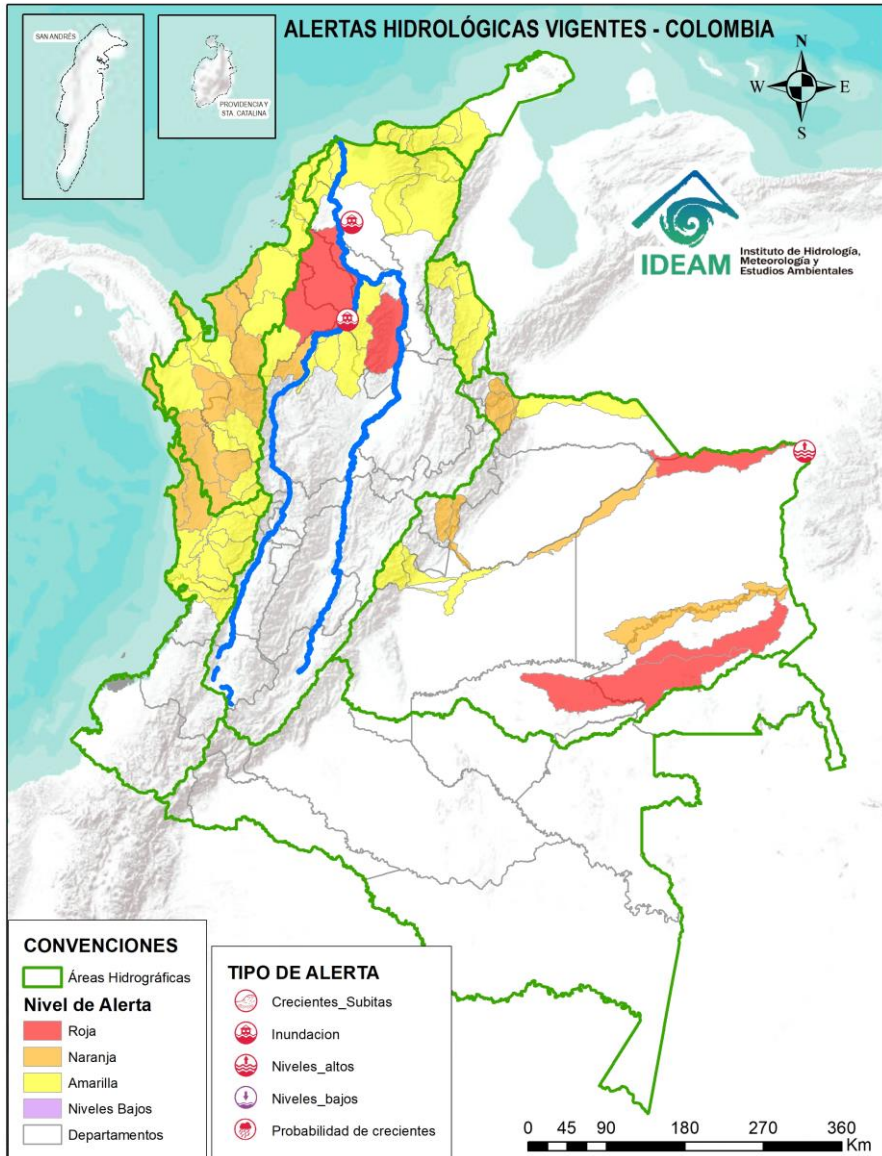 ALERTAS HIDROLÓGICAS VIGENTES - COLOMBIA
SAN ANDRÉS
PROVIDENCIA Y
STA. CATALINA
N
W
E
S
IDEAM
Instituto de Hidrología,
Meteorología y
Estudios Ambientales
CONVENCIONES
Áreas Hidrográficas
Nivel de Alerta
Roja
Naranja
Amarilla
Niveles Bajos
Departamentos
TIPO DE ALERTA
Crecientes_Subitas
Inundacion
Niveles_altos
Niveles_bajos
Probabilidad de crecientes
0 45 90 180 270 360
Km